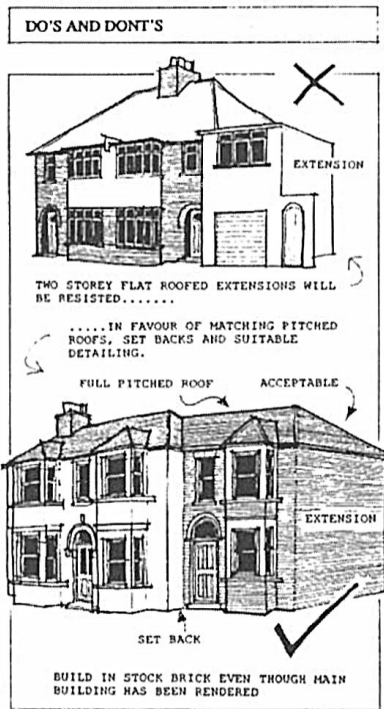 DO'S AND DONT'S
EXTENSION
TWO STOREY FLAT ROOFED EXTENSIONS WILL
BE RESISTED.......
.....IN FAVOUR OF MATCHING PITCHED
ROOFS, SET BACKS AND SUITABLE
DETAILING.
FULL PITCHED ROOF
ACCEPTABLE
EXTENSION
SET BACK
BUILD IN STOCK BRICK EVEN THOUGH MAIN
BUILDING HAS BEEN RENDERED